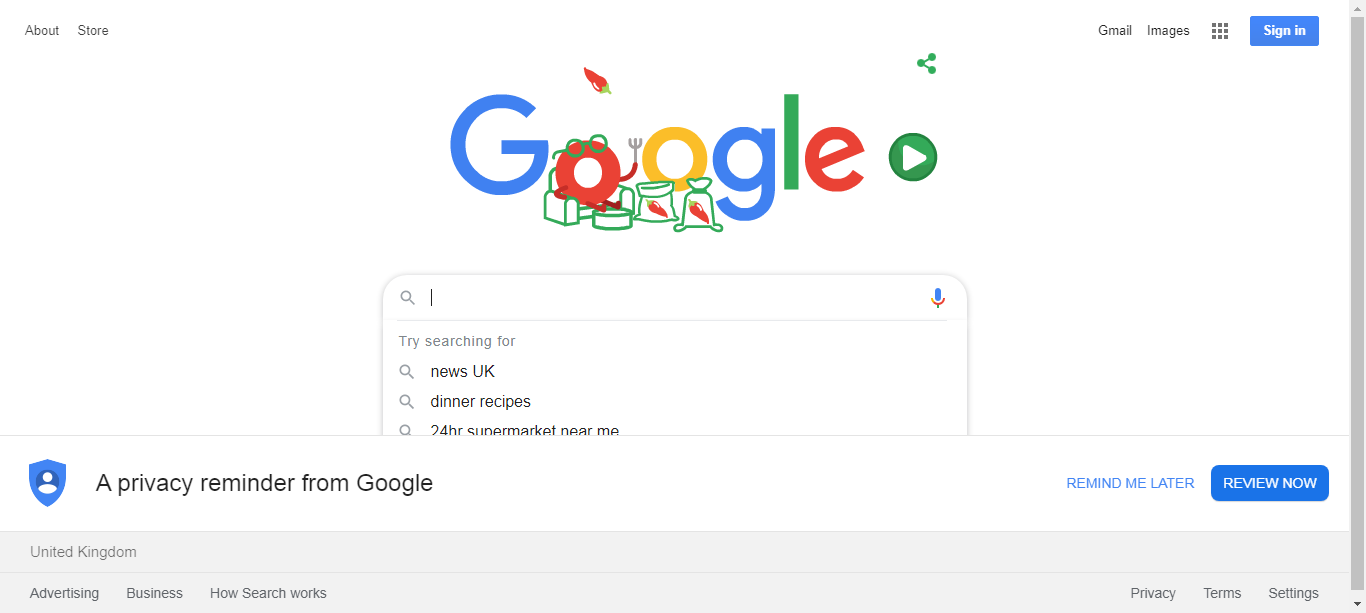 About Store
Gmail Images Sign in
Google
Try searching for
news UK
dinner recipes
24hr supermarket near me
A privacy reminder from Google
REMIND ME LATER REVIEW NOW
United Kingdom
Advertising Business How Search works
Privacy Terms Settings